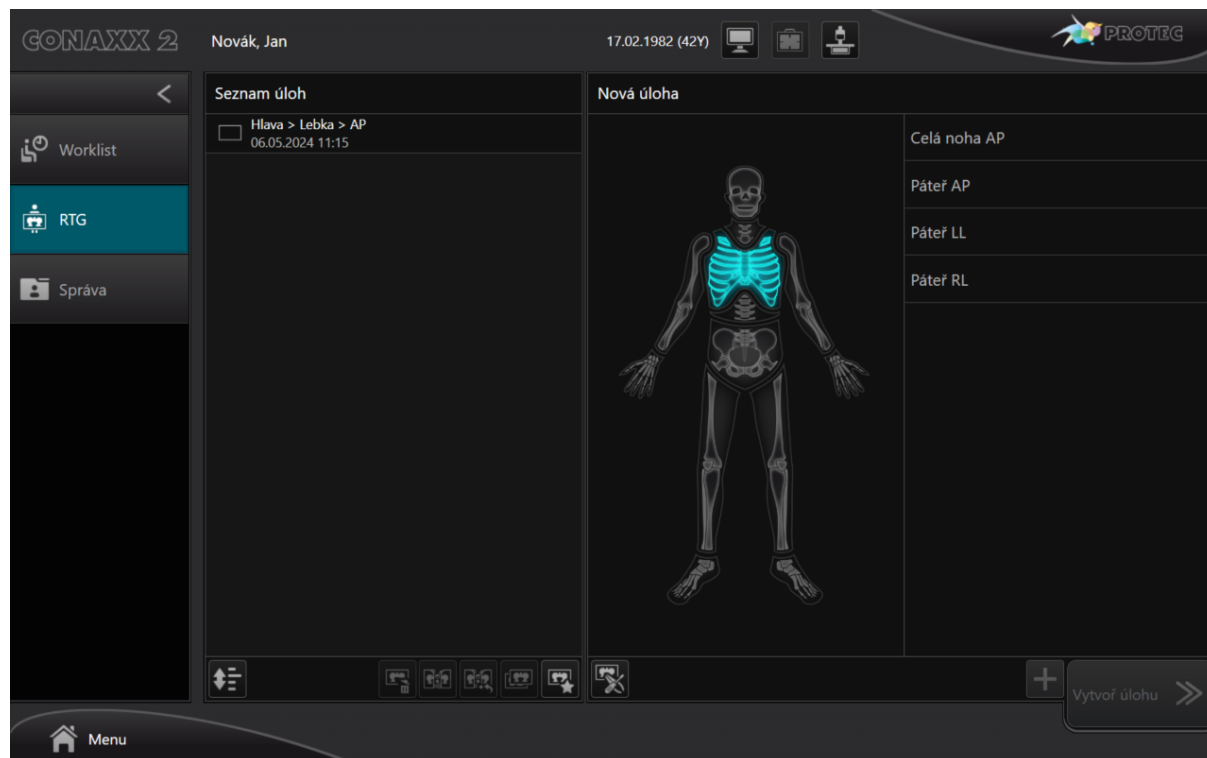 CONAXX 2
Novák, Jan
17.02.1982 (42Y)
PROTEC
Seznam úloh
Nová úloha
Hlava > Lebka > AP
06.05.2024 11:15
Worklist
RTG
Správa
Celá noha AP
Páteř AP
Páteř LL
Páteř RL
Vytvoř úlohu
Menu